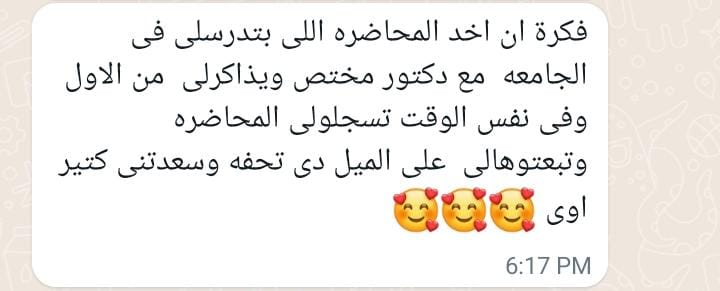 فكرة ان اخد المحاضره اللى بتدرسلى فى
الجامعه مع دكتور مختص ويذاكرلى من الاول
وفى نفس الوقت تسجلولى المحاضره
وتبعتوهالى على الميل دى تحفه وسعدتنى كتير
اوى 🥰🥰🥰
6:17 PM